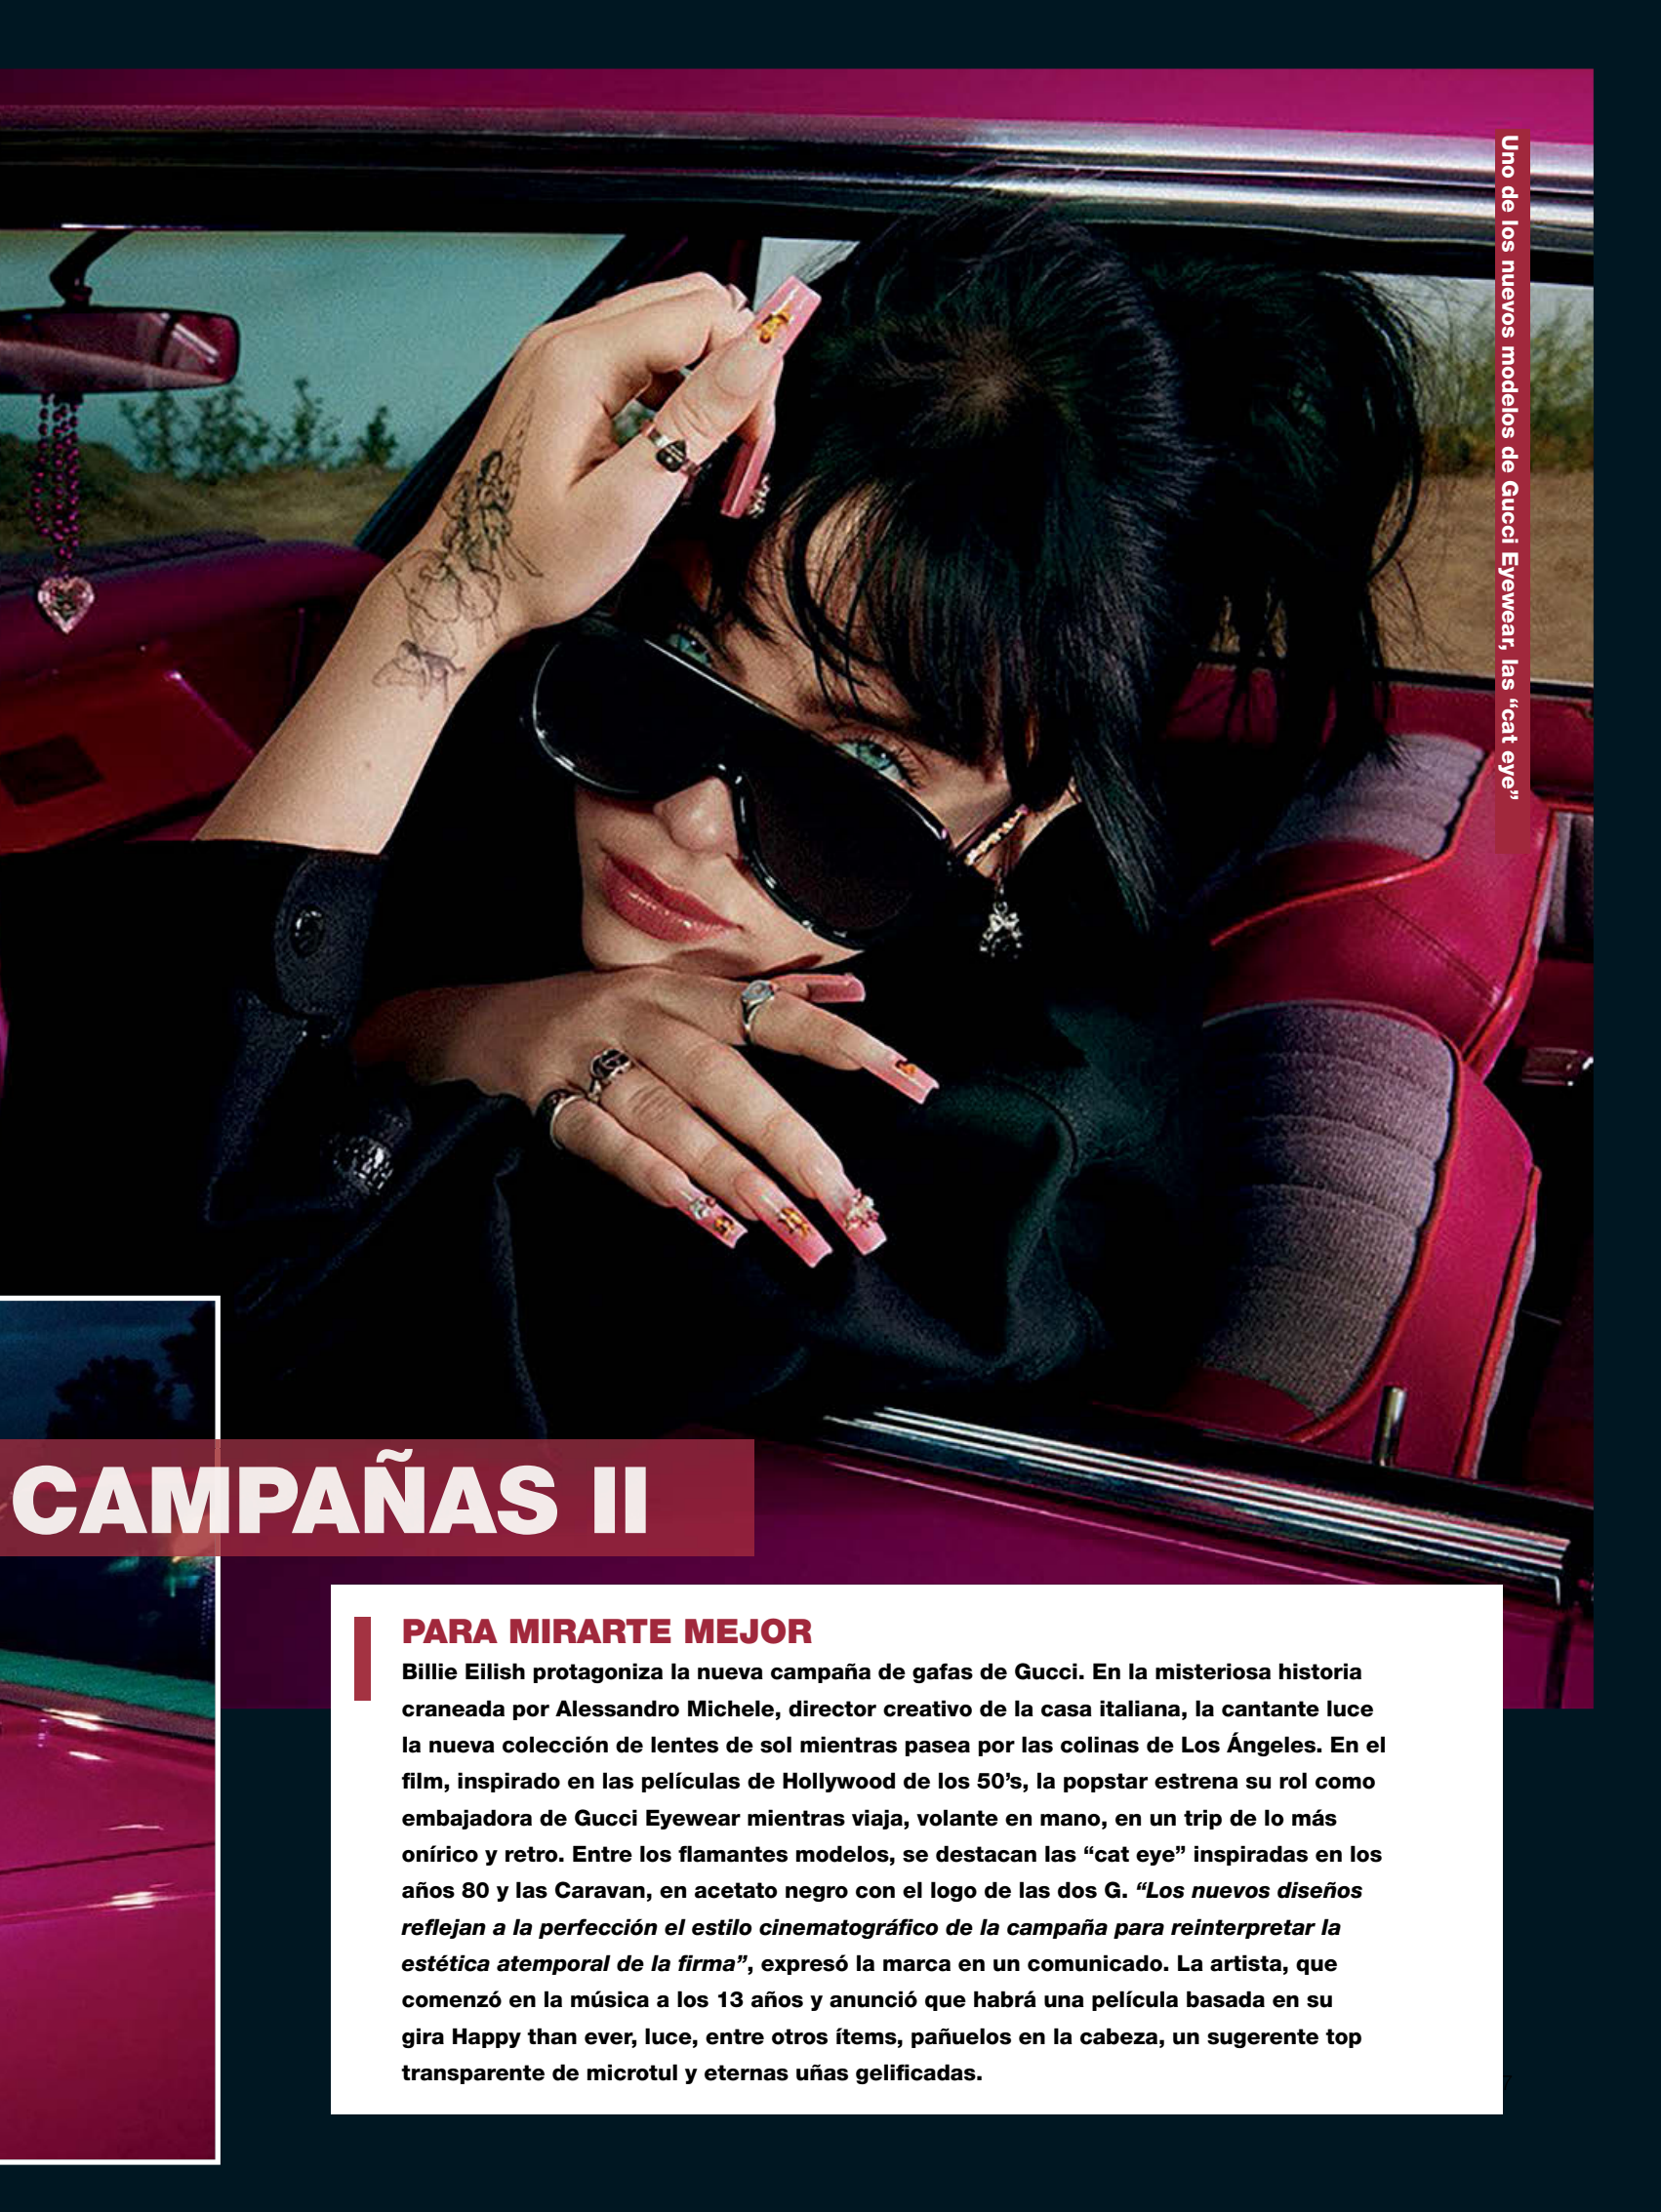 Uno de los nuevos modelos de Gucci Eyewear, las “cat eye”
CAMPAÑAS II
PARA MIRARTE MEJOR
Billie Eilish protagoniza la nueva campaña de gafas de Gucci. En la misteriosa historia
craneada por Alessandro Michele, director creativo de la casa italiana, la cantante luce
la nueva colección de lentes de sol mientras pasea por las colinas de Los Ángeles. En el
film, inspirado en las películas de Hollywood de los 50’s, la popstar estrena su rol como
embajadora de Gucci Eyewear mientras viaja, volante en mano, en un trip de lo más
onírico y retro. Entre los flamantes modelos, se destacan las “cat eye” inspiradas en los
años 80 y las Caravan, en acetato negro con el logo de las dos G. “Los nuevos diseños
reflejan a la perfección el estilo cinematográfico de la campaña para reinterpretar la
estética atemporal de la firma”, expresó la marca en un comunicado. La artista, que
comenzó en la música a los 13 años y anunció que habrá una película basada en su
gira Happy than ever, luce, entre otros ítems, pañuelos en la cabeza, un sugerente top
transparente de microtul y eternas uñas gelificadas.